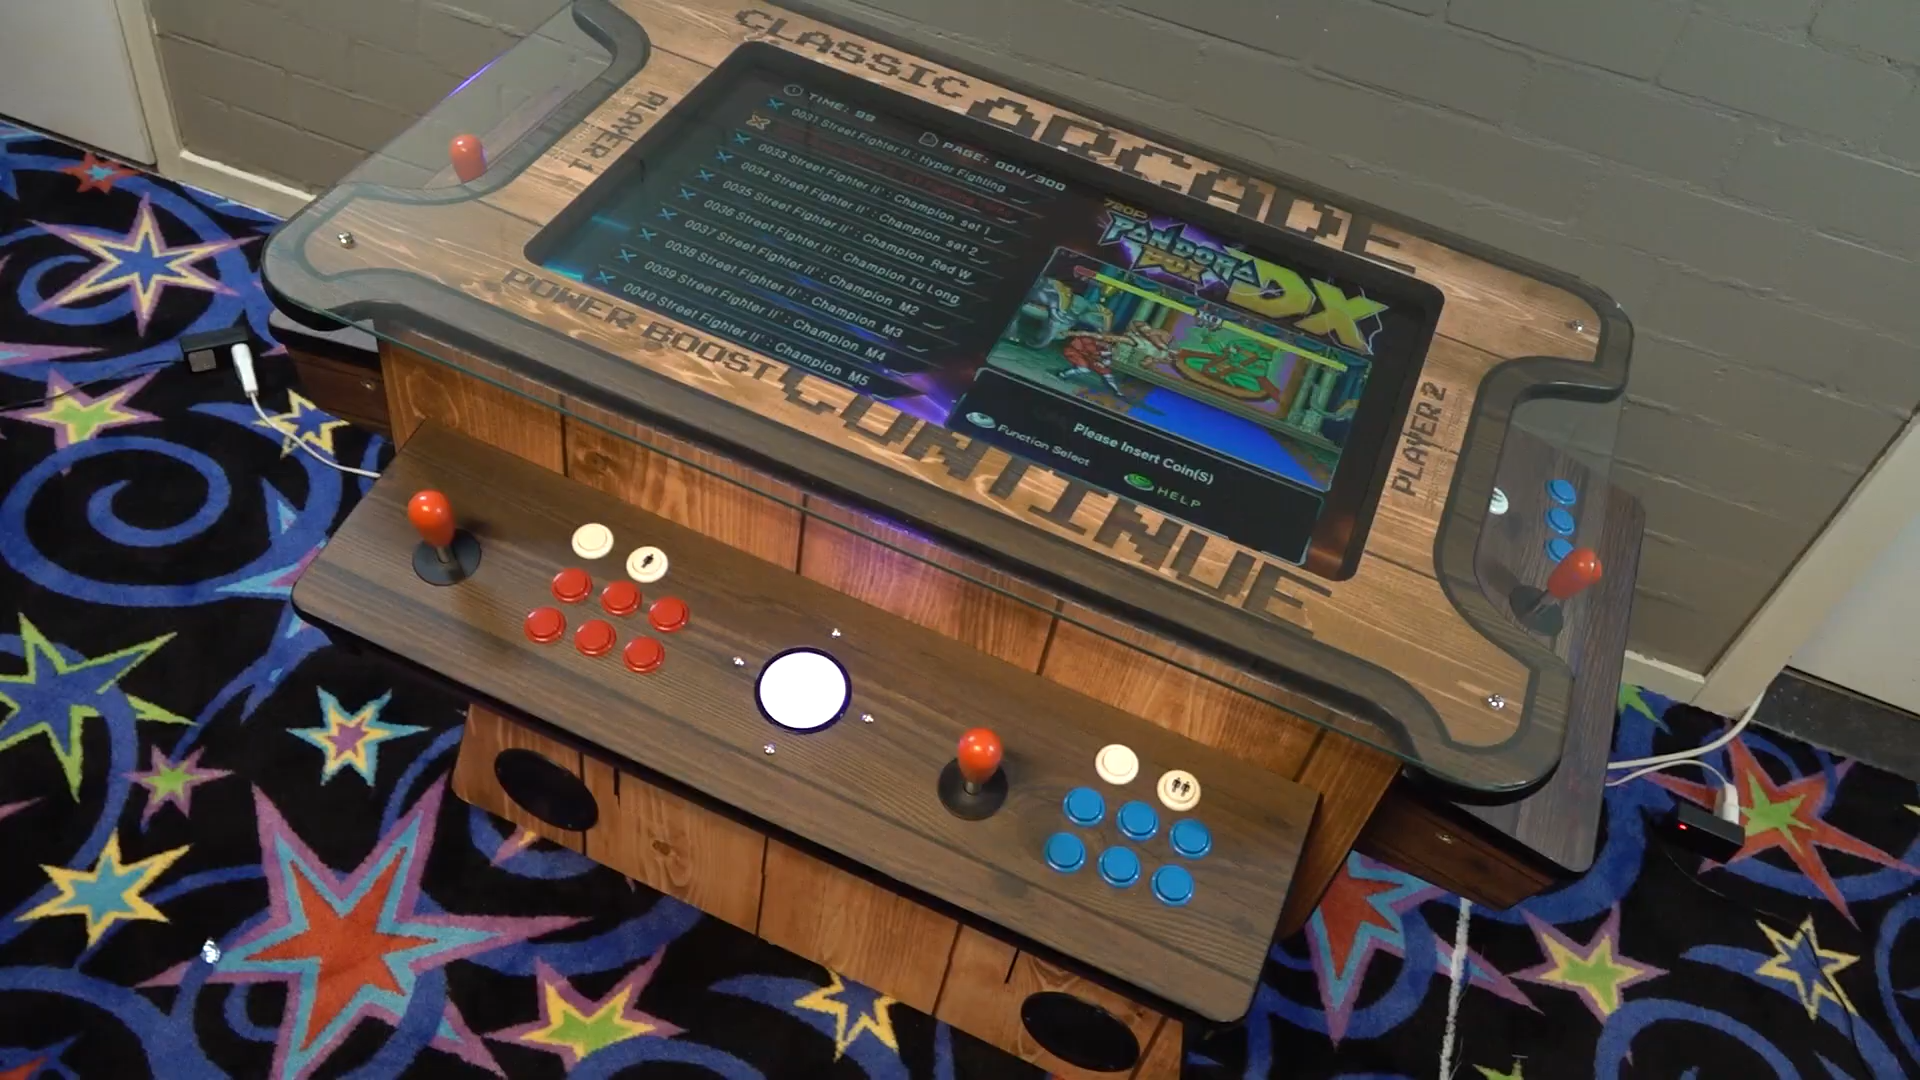 CLASSIC ARCADE
PLAYER 1
TIME: 99
PAGE: 004/300
0031 Street Fighter II : Hyper Fighting
0033 Street Fighter II' : Champion set 1
0034 Street Fighter II' : Champion set 2
0035 Street Fighter II' : Champion Red W
0036 Street Fighter II': Champion Tu Long
0037 Street Fighter II' : Champion M2
0038 Street Fighter II' : Champion M3
0039 Street Fighter II' : Champion M4
0040 Street Fighter II' : Champion M5
720P
PANDORA
BOX
DX
KO
Please Insert Coin(S)
Function Select
HELP
PLAYER 2
POWER BOOST CONTINUE